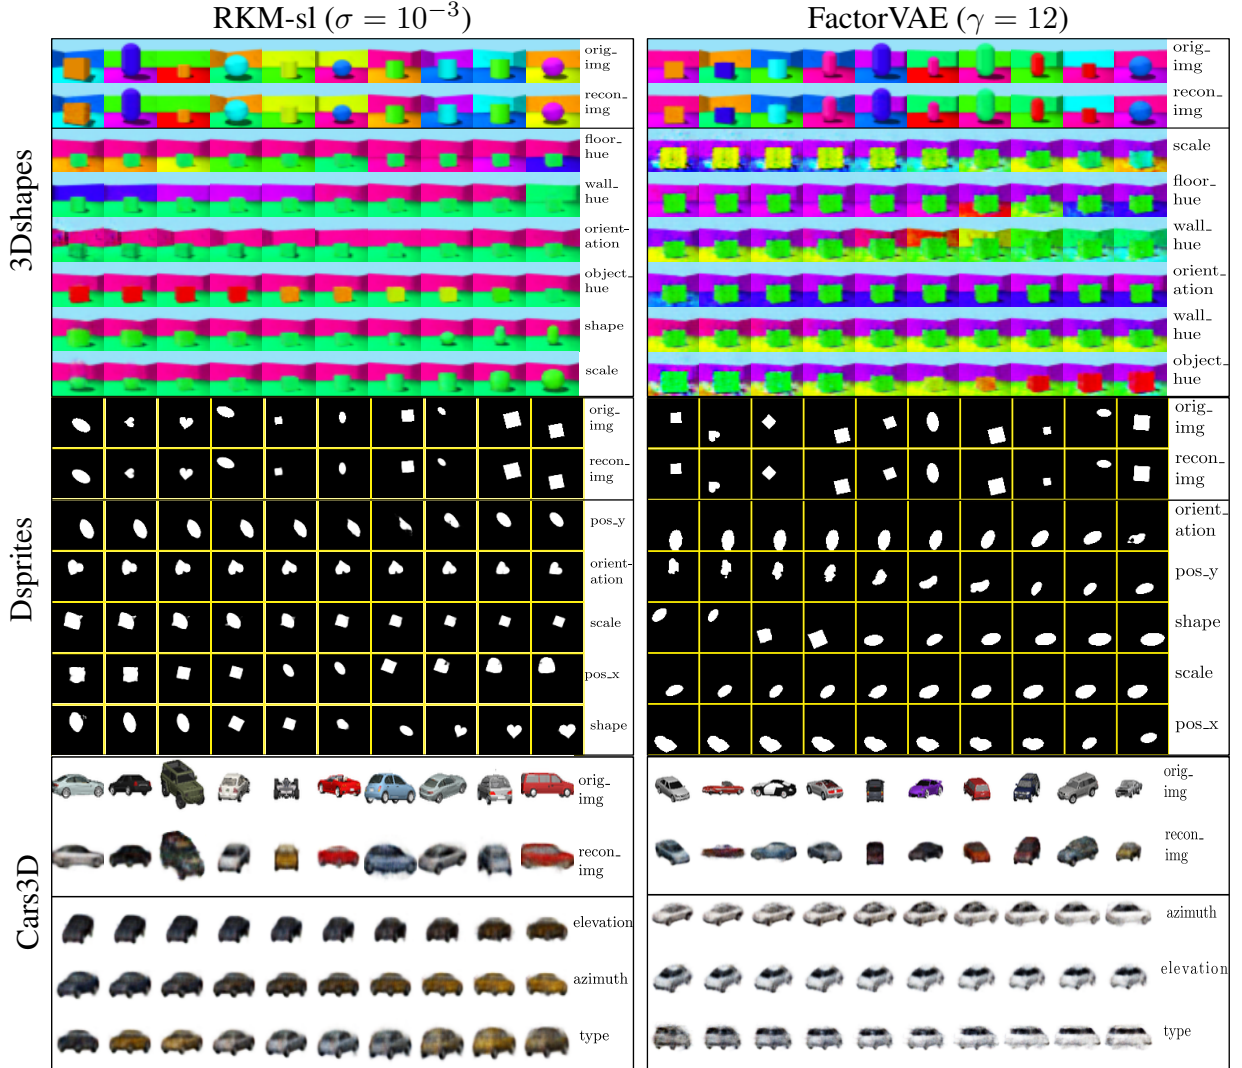 RKM-sl (σ = 10⁻³)
FactorVAE (γ = 12)
3Dshapes
orig_
img
recon_
img
floor_
hue
wall_
hue
orient-
ation
object_
hue
shape
scale
orig_
img
recon_
img
scale
floor_
hue
wall_
hue
orient_
ation
wall_
hue
object_
hue
Dsprites
orig_
img
recon_
img
pos_y
orient-
ation
scale
pos_x
shape
orig_
img
recon_
img
orient_
ation
pos_y
shape
scale
pos_x
Cars3D
orig_
img
recon_
img
elevation
azimuth
type
orig_
img
recon_
img
azimuth
elevation
type